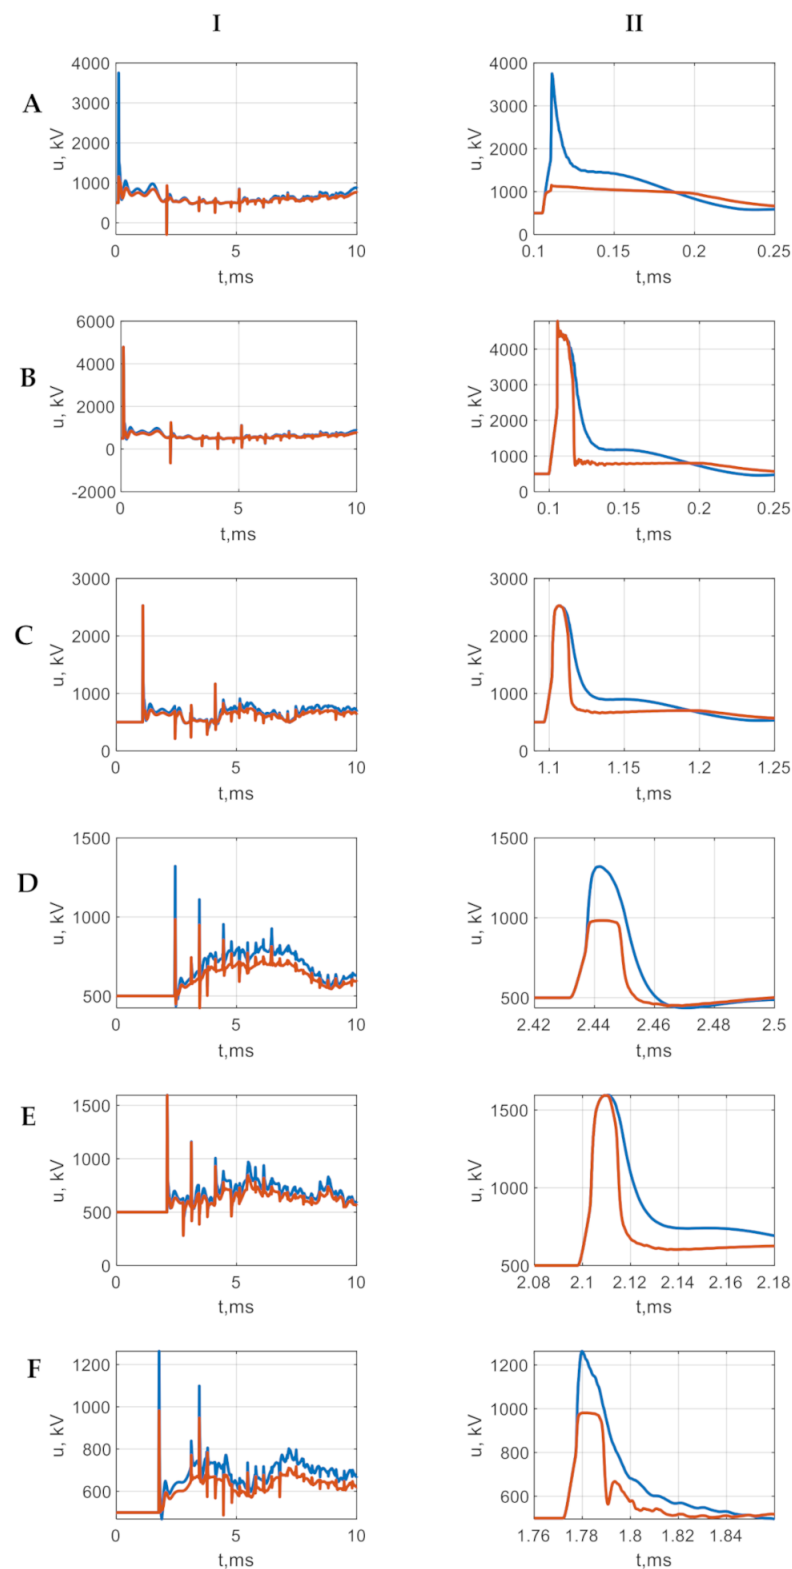 I II
A
u, kV
4000
3000
2000
1000
0
0 5 10
t,ms
u, kV
4000
3000
2000
1000
0
0.1 0.15 0.2 0.25
t,ms
B
u, kV
6000
4000
2000
0
-2000
0 5 10
t,ms
u, kV
4000
3000
2000
1000
0
0.1 0.15 0.2 0.25
t,ms
C
u, kV
3000
2000
1000
0
0 5 10
t,ms
u, kV
3000
2000
1000
0
1.1 1.15 1.2 1.25
t,ms
D
u, kV
1500
1000
500
0 5 10
t,ms
u, kV
1500
1000
500
2.42 2.44 2.46 2.48 2.5
t,ms
E
u, kV
1500
1000
500
0
0 5 10
t,ms
u, kV
1500
1000
500
2.08 2.1 2.12 2.14 2.16 2.18
t,ms
F
u, kV
1200
1000
800
600
0 5 10
t,ms
u, kV
1200
1000
800
600
1.76 1.78 1.8 1.82 1.84
t,ms